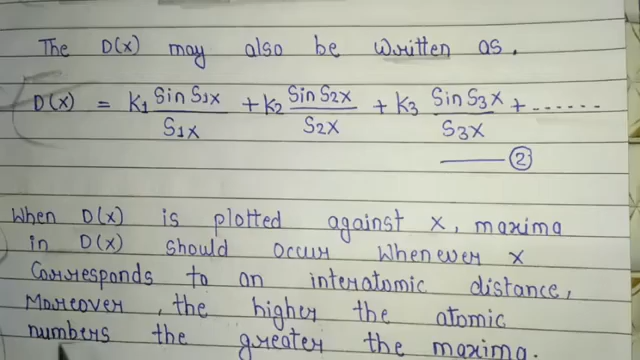 The D(x) may also be written as.
D(x) = K1 Sin S1x / S1x + K2 Sin S2x / S2x + K3 Sin S3x / S3x + ......
②
When D(x) is plotted against x, maxima
in D(x) should occur whenever x
Corresponds to an interatomic distance,
Moreover, the higher the atomic
numbers the greater the maxima.